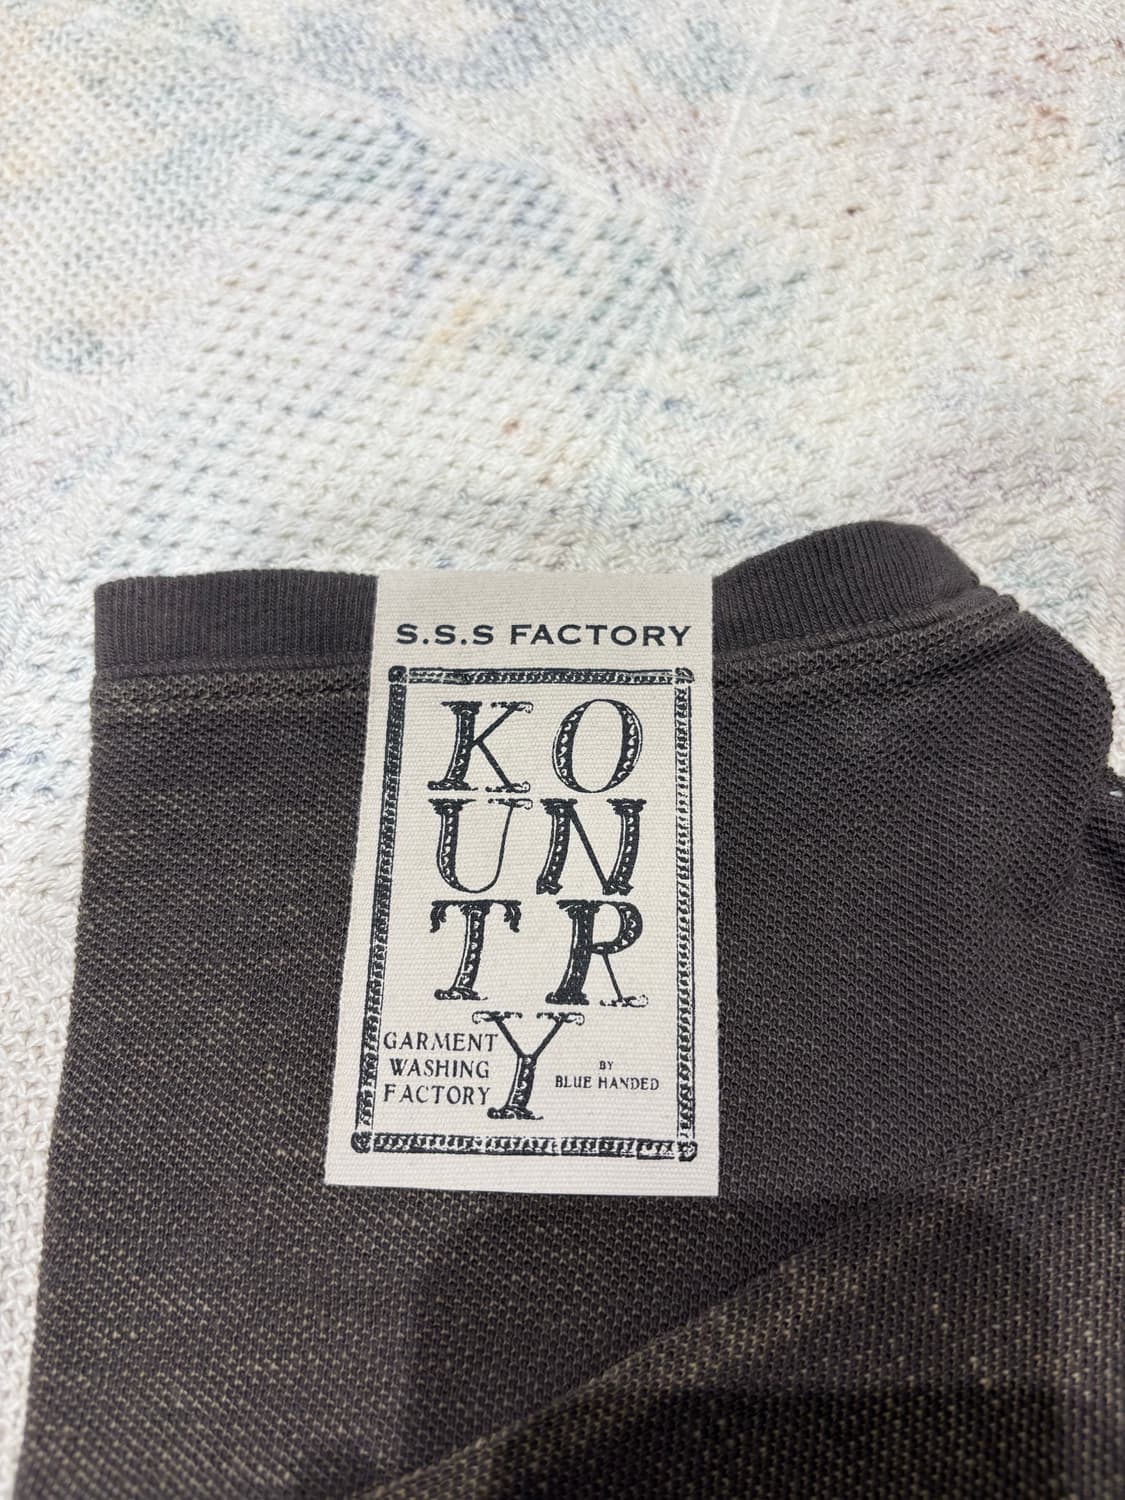 S.S.S FACTORY
KO
UN
TR
Y
GARMENT
WASHING
FACTORY
BY
BLUE HANDED